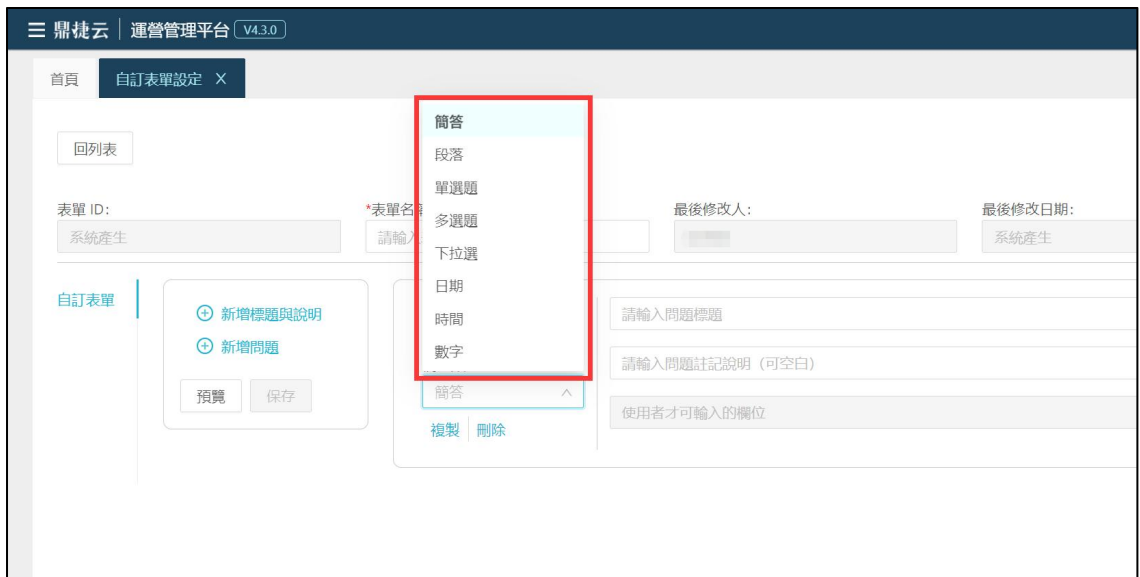 鼎捷云 運營管理平台 V4.3.0
首頁 自訂表單設定 X
簡答
回列表
段落
單選題
表單 ID: *表單名 最後修改人: 最後修改日期:
多選題
系統產生 請輸入 系統產生
下拉選
日期
自訂表單 新增標題與說明 請輸入問題標題
時間
新增問題
數字
請輸入問題註記說明（可空白）
預覽 保存 簡答
使用者才可輸入的欄位
複製 刪除